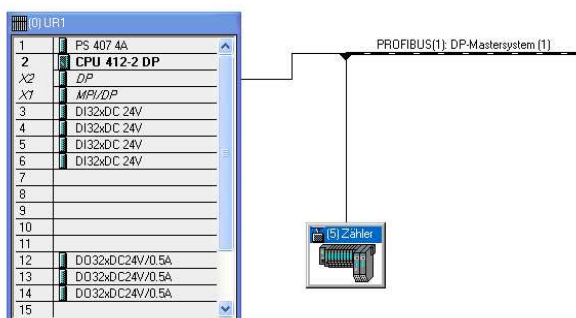 (0) UR1
1 PS 407 4A
2 CPU 412-2 DP
X2 DP
X1 MPI/DP
3 DI32xDC 24V
4 DI32xDC 24V
5 DI32xDC 24V
6 DI32xDC 24V
7
8
9
10
11
12 DO32xDC24V/0.5A
13 DO32xDC24V/0.5A
14 DO32xDC24V/0.5A
15
PROFIBUS(1): DP-Mastersystem (1)
(5) Zähler